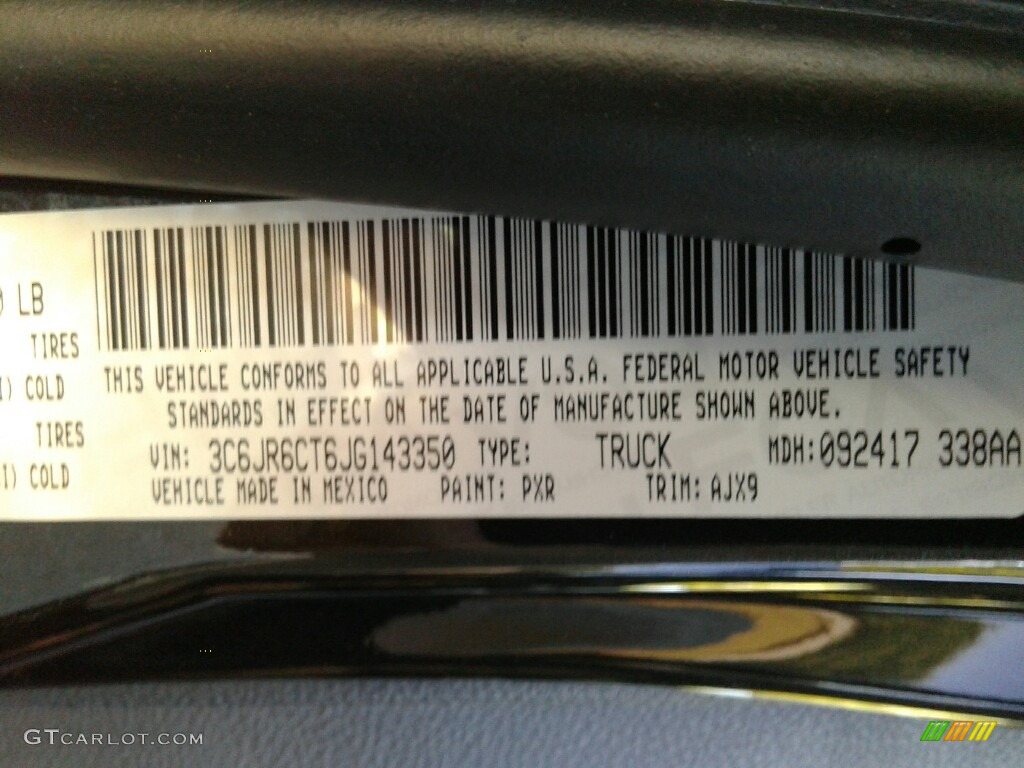 LB
TIRES
COLD
TIRES
COLD
THIS VEHICLE CONFORMS TO ALL APPLICABLE U.S.A. FEDERAL MOTOR VEHICLE SAFETY
STANDARDS IN EFFECT ON THE DATE OF MANUFACTURE SHOWN ABOVE.
VIN: 3C6JR6CT6JG143350 TYPE: TRUCK MDH:092417 338AA
VEHICLE MADE IN MEXICO PAINT: PXR TRIM: AJX9
GTCARLOT.COM